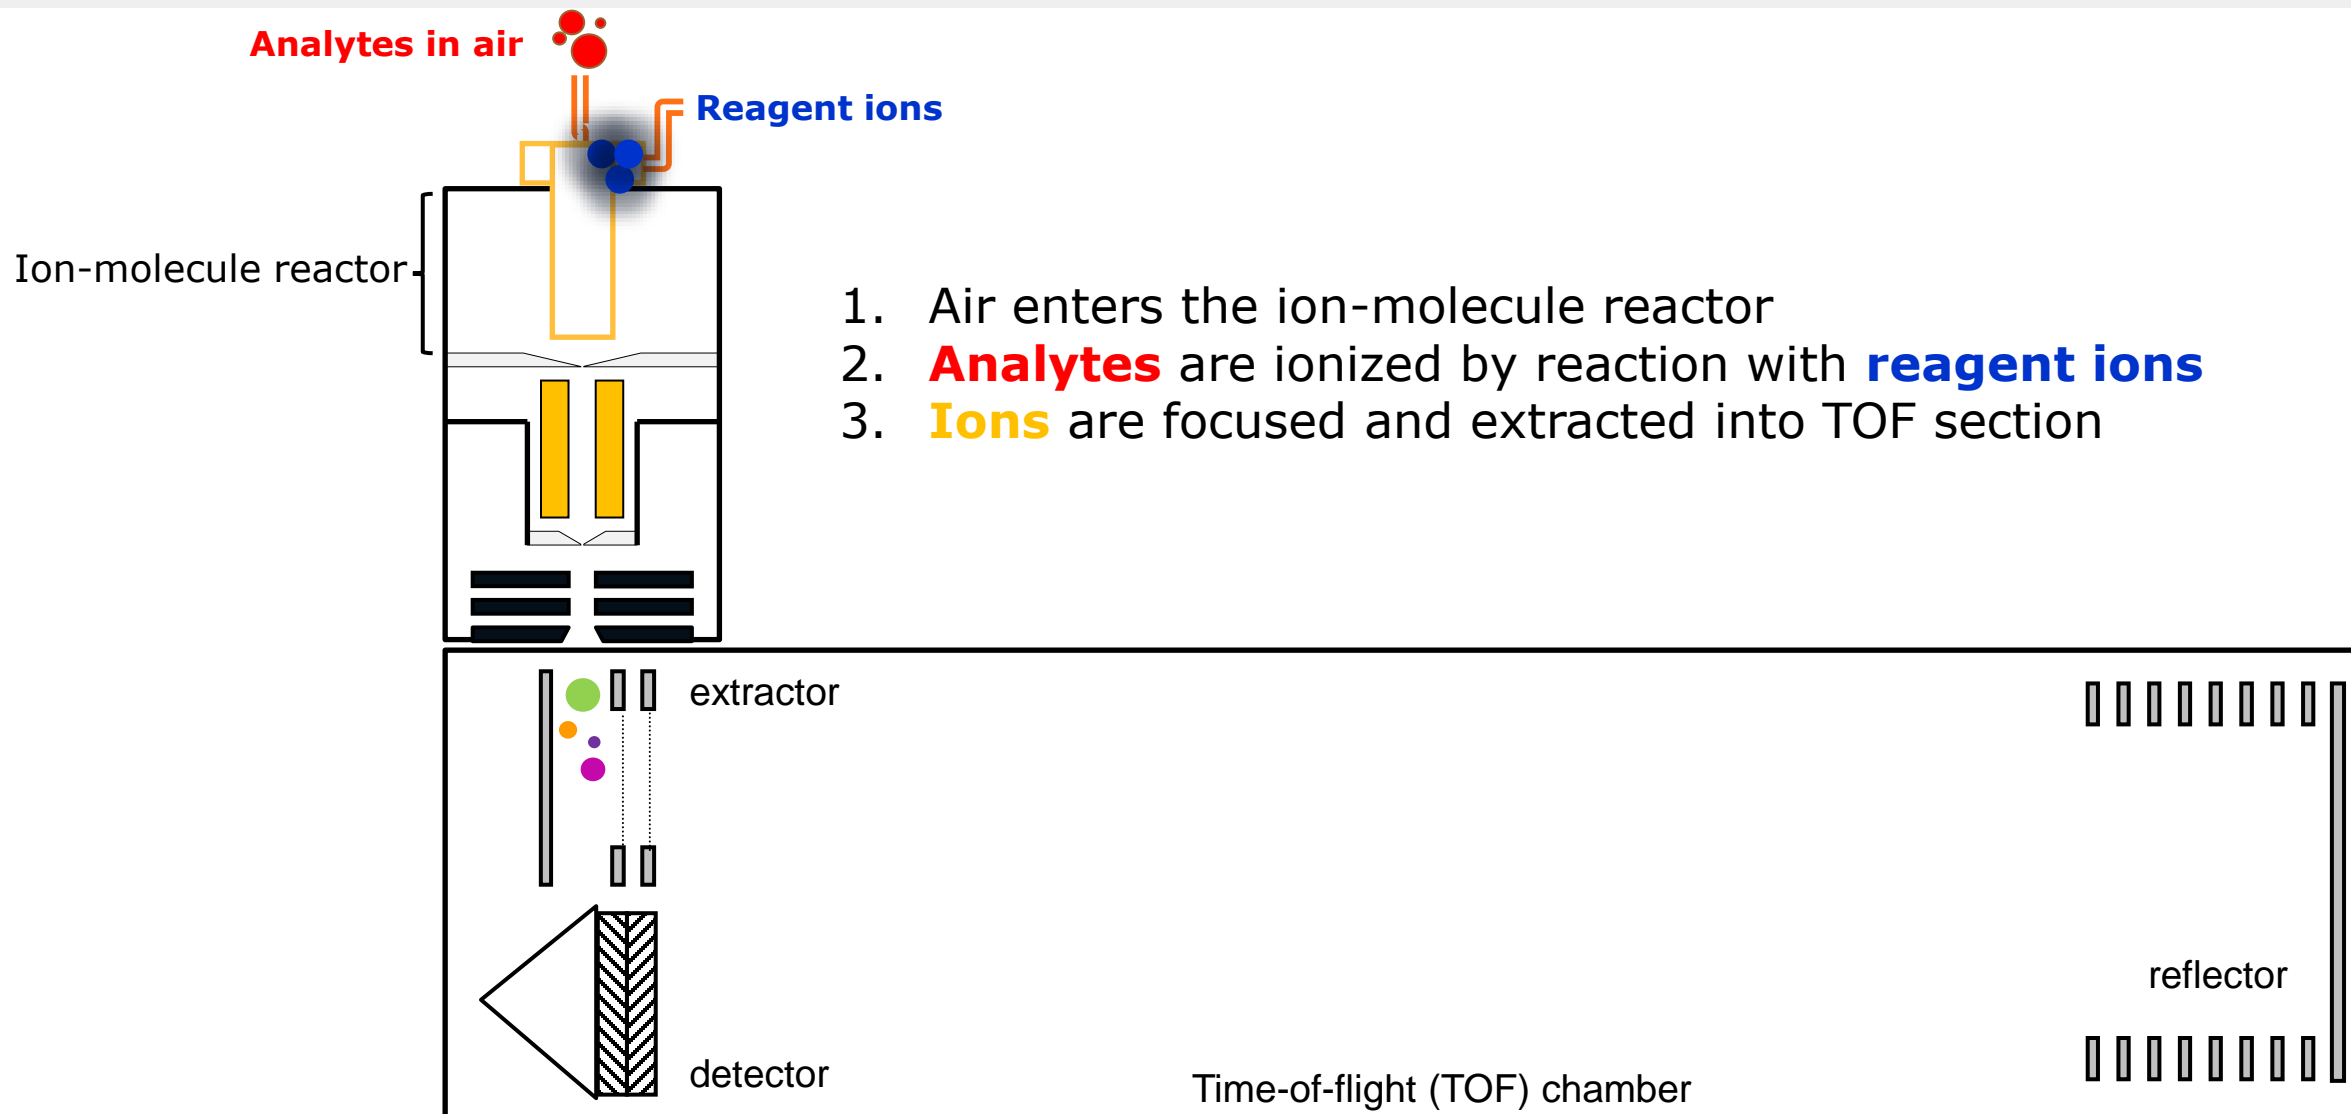 Analytes in air
Reagent ions
Ion-molecule reactor
1. Air enters the ion-molecule reactor
2. Analytes are ionized by reaction with reagent ions
3. Ions are focused and extracted into TOF section
extractor
reflector
detector
Time-of-flight (TOF) chamber